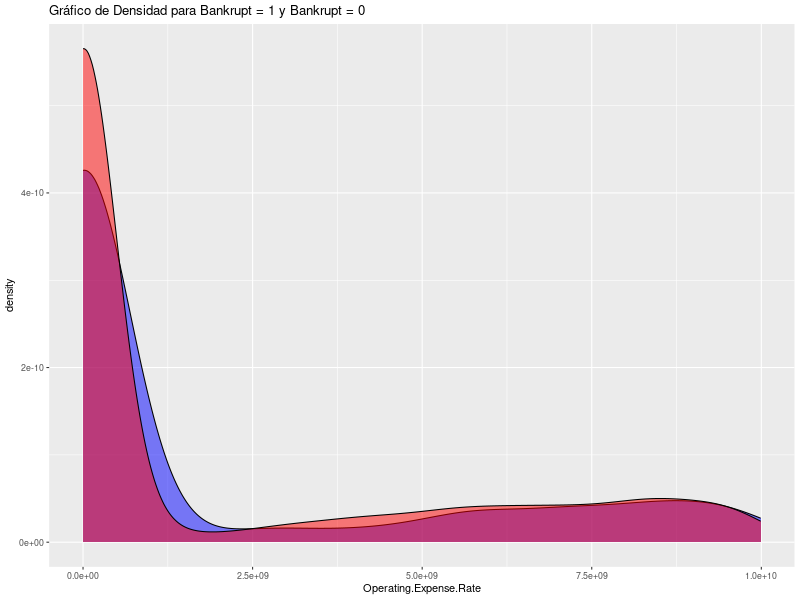 Gráfico de Densidad para Bankrupt = 1 y Bankrupt = 0
4e-10
2e-10
0e+00
density
0.0e+00 2.5e+09 5.0e+09 7.5e+09 1.0e+10
Operating.Expense.Rate